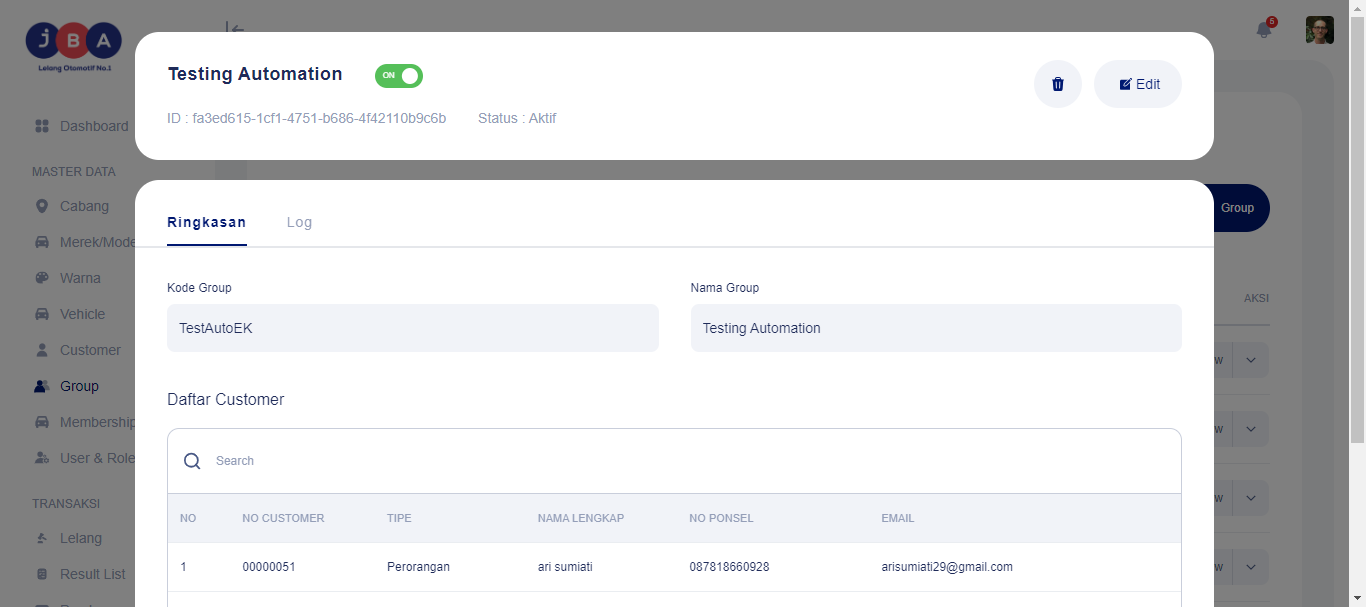 JBA
Lelang Otomotif No.1
5
Dashboard
MASTER DATA
Cabang
Merek/Mode
Warna
Vehicle
Customer
Group
Membership
User & Role
TRANSAKSI
Lelang
Result List
Testing Automation
ON
Edit
ID : fa3ed615-1cf1-4751-b686-4f42110b9c6b Status : Aktif
Group
Ringkasan Log
Kode Group Nama Group
TestAutoEK Testing Automation
AKSI
w
w
w
w
Daftar Customer
Search
NO NO CUSTOMER TIPE NAMA LENGKAP NO PONSEL EMAIL
1 00000051 Perorangan ari sumiati 087818660928 arisumiati29@gmail.com